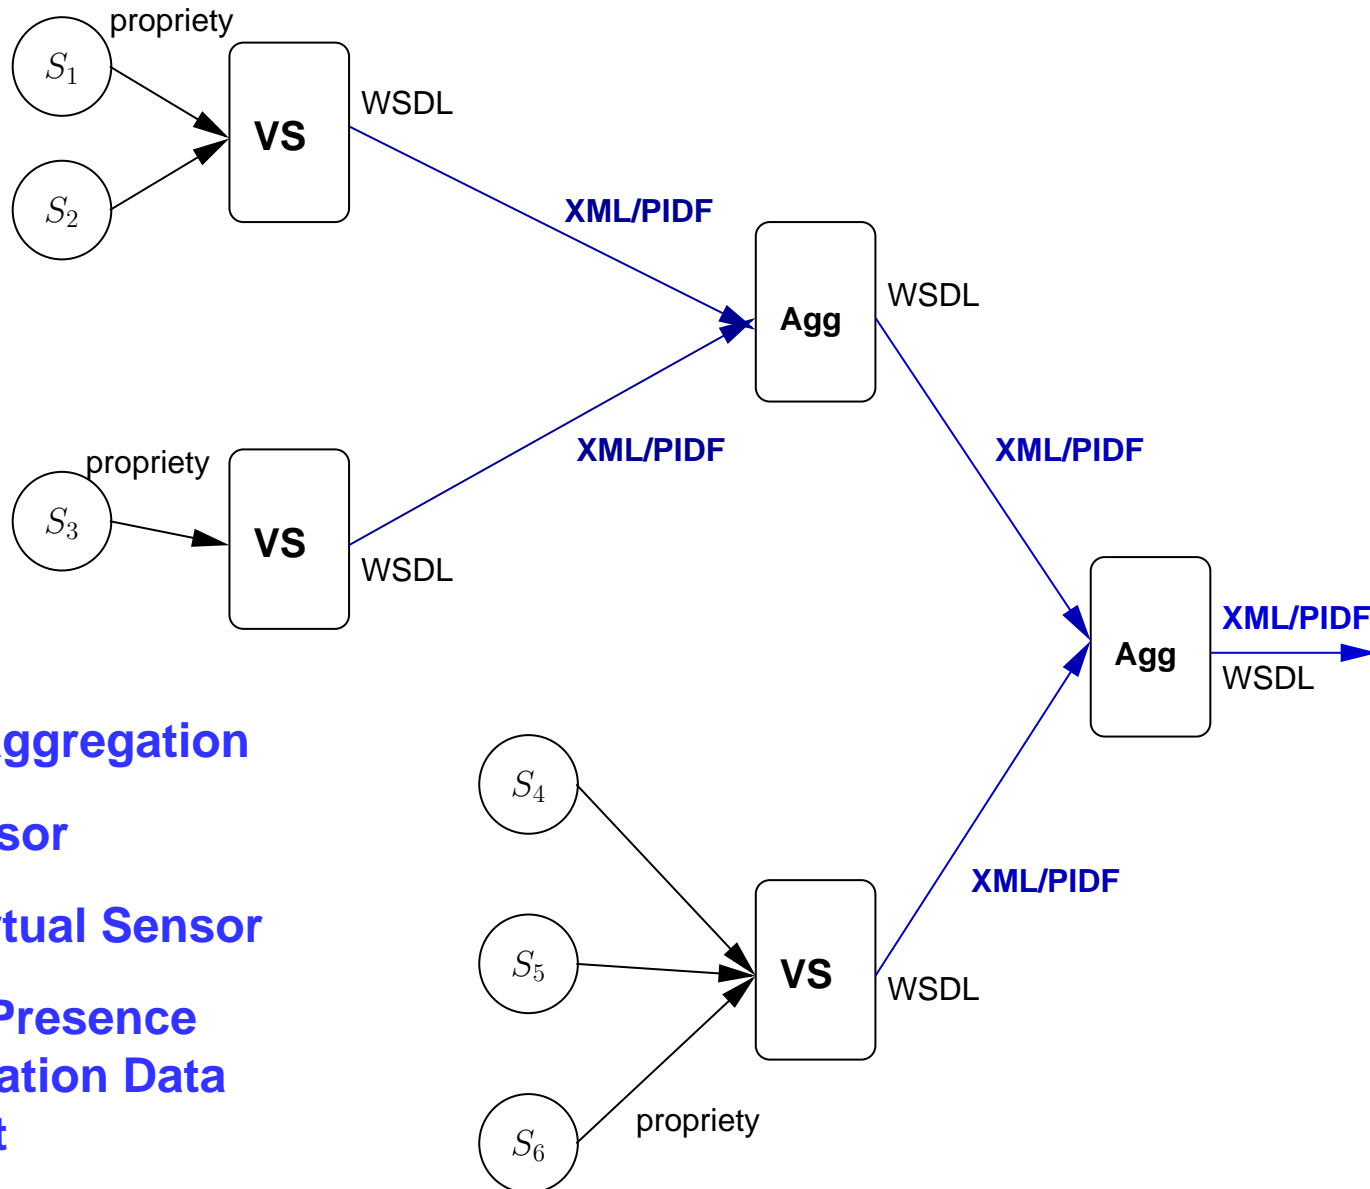 propriety
S1
WSDL
VS
S2
XML/PIDF
WSDL
Agg
XML/PIDF
XML/PIDF
propriety
S3
VS
WSDL
XML/PIDF
Agg
WSDL
ggregation
S4
sor
XML/PIDF
tual Sensor
S5
VS
WSDL
Presence
ation Data
propriety
t
S6